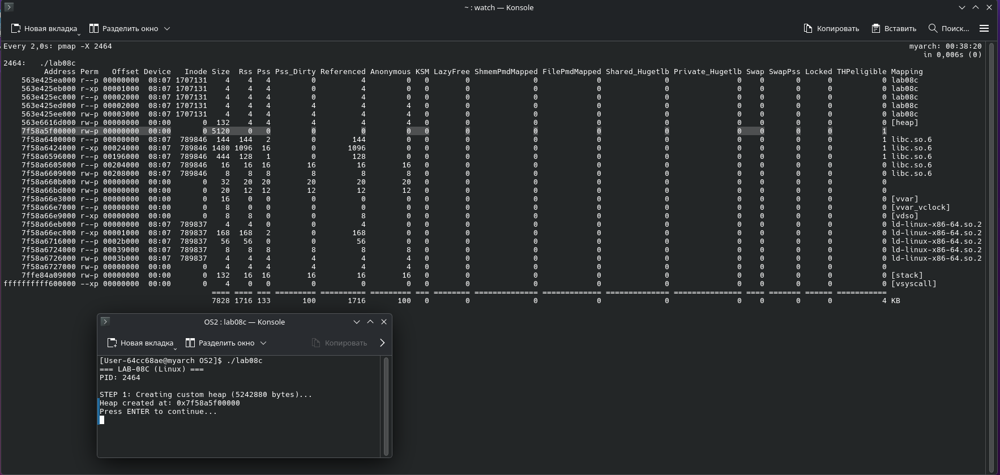 ~ : watch — Konsole
Новая вкладка Разделить окно Копировать Вставить Поиск...
Every 2,0s: pmap -X 2464 myarch: 00:38:20
in 0,006s (0)
2464: ./lab08c
Address Perm Offset Device Inode Size Rss Pss Pss_Dirty Referenced Anonymous KSM LazyFree ShmemPmdMapped FilePmdMapped Shared_Hugetlb Private_Hugetlb Swap SwapPss Locked THPeligible Mapping
563e425ea000 r--p 00000000 08:07 1707131 4 4 4 0 4 0 0 0 0 0 0 0 0 0 0 0 lab08c
563e425eb000 r-xp 00001000 08:07 1707131 4 4 4 0 4 0 0 0 0 0 0 0 0 0 0 0 lab08c
563e425ec000 r--p 00002000 08:07 1707131 4 4 4 0 4 0 0 0 0 0 0 0 0 0 0 0 lab08c
563e425ed000 r--p 00002000 08:07 1707131 4 4 4 4 4 4 0 0 0 0 0 0 0 0 0 0 lab08c
563e425ee000 rw-p 00003000 08:07 1707131 4 4 4 4 4 4 0 0 0 0 0 0 0 0 0 0 lab08c
563e6616d000 rw-p 00000000 00:00 0 132 4 4 4 4 4 0 0 0 0 0 0 0 0 0 0 [heap]
7f58a5f00000 rw-p 00000000 00:00 0 5120 0 0 0 0 0 0 0 0 0 0 0 0 0 0 1
7f58a6400000 r--p 00000000 08:07 789846 144 144 2 0 144 0 0 0 0 0 0 0 0 0 0 1 libc.so.6
7f58a6424000 r-xp 00024000 08:07 789846 1480 1096 16 0 1096 0 0 0 0 0 0 0 0 0 0 1 libc.so.6
7f58a6596000 r--p 00196000 08:07 789846 444 128 1 0 128 0 0 0 0 0 0 0 0 0 0 1 libc.so.6
7f58a6605000 r--p 00204000 08:07 789846 16 16 16 16 16 16 0 0 0 0 0 0 0 0 0 0 libc.so.6
7f58a6609000 rw-p 00208000 08:07 789846 8 8 8 8 8 8 0 0 0 0 0 0 0 0 0 0 libc.so.6
7f58a660b000 rw-p 00000000 00:00 0 32 20 20 20 20 20 0 0 0 0 0 0 0 0 0 0
7f58a66bd000 rw-p 00000000 00:00 0 20 12 12 12 12 12 0 0 0 0 0 0 0 0 0 0
7f58a66e3000 r--p 00000000 00:00 0 16 0 0 0 0 0 0 0 0 0 0 0 0 0 0 0 [vvar]
7f58a66e7000 r--p 00000000 00:00 0 8 0 0 0 0 0 0 0 0 0 0 0 0 0 0 0 [vvar_vclock]
7f58a66e9000 r-xp 00000000 00:00 0 8 8 0 0 8 0 0 0 0 0 0 0 0 0 0 0 [vdso]
7f58a66eb000 r--p 00000000 08:07 789837 4 4 0 0 4 0 0 0 0 0 0 0 0 0 0 0 ld-linux-x86-64.so.2
7f58a66ec000 r-xp 00001000 08:07 789837 168 168 2 0 168 0 0 0 0 0 0 0 0 0 0 0 ld-linux-x86-64.so.2
7f58a6716000 r--p 0002b000 08:07 789837 56 56 0 0 56 0 0 0 0 0 0 0 0 0 0 0 ld-linux-x86-64.so.2
7f58a6724000 r--p 00039000 08:07 789837 8 8 8 8 8 8 0 0 0 0 0 0 0 0 0 0 ld-linux-x86-64.so.2
7f58a6726000 rw-p 0003b000 08:07 789837 4 4 4 4 4 4 0 0 0 0 0 0 0 0 0 0 ld-linux-x86-64.so.2
7f58a6727000 rw-p 00000000 00:00 0 4 4 4 4 4 4 0 0 0 0 0 0 0 0 0 0
7ffe84a09000 rw-p 00000000 00:00 0 132 16 16 16 16 16 0 0 0 0 0 0 0 0 0 0 [stack]
ffffffffff600000 --xp 00000000 00:00 0 4 0 0 0 0 0 0 0 0 0 0 0 0 0 0 0 [vsyscall]
==== ==== === ========= ========== ========= === ======== ============== ============= ============== =============== ==== ======= ====== ===========
7828 1716 133 100 1716 100 0 0 0 0 0 0 0 0 0 4 KB
OS2 : lab08c — Konsole
Новая вкладка Разделить окно Копировать
[User-64cc68ae@myarch OS2]$ ./lab08c
=== LAB-08C (Linux) ===
PID: 2464
STEP 1: Creating custom heap (5242880 bytes)...
Heap created at: 0x7f58a5f00000
Press ENTER to continue...